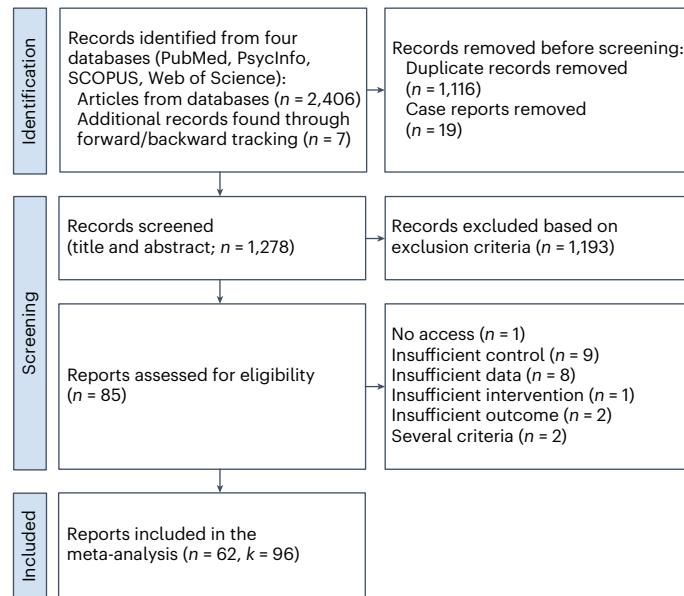 Identification
Records identified from four
databases (PubMed, PsycInfo,
SCOPUS, Web of Science):
Articles from databases (n = 2,406)
Additional records found through
forward/backward tracking (n = 7)
Records removed before screening:
Duplicate records removed
(n = 1,116)
Case reports removed
(n = 19)
Screening
Records screened
(title and abstract; n = 1,278)
Records excluded based on
exclusion criteria (n = 1,193)
Reports assessed for eligibility
(n = 85)
No access (n = 1)
Insufficient control (n = 9)
Insufficient data (n = 8)
Insufficient intervention (n = 1)
Insufficient outcome (n = 2)
Several criteria (n = 2)
Included
Reports included in the
meta-analysis (n = 62, k = 96)